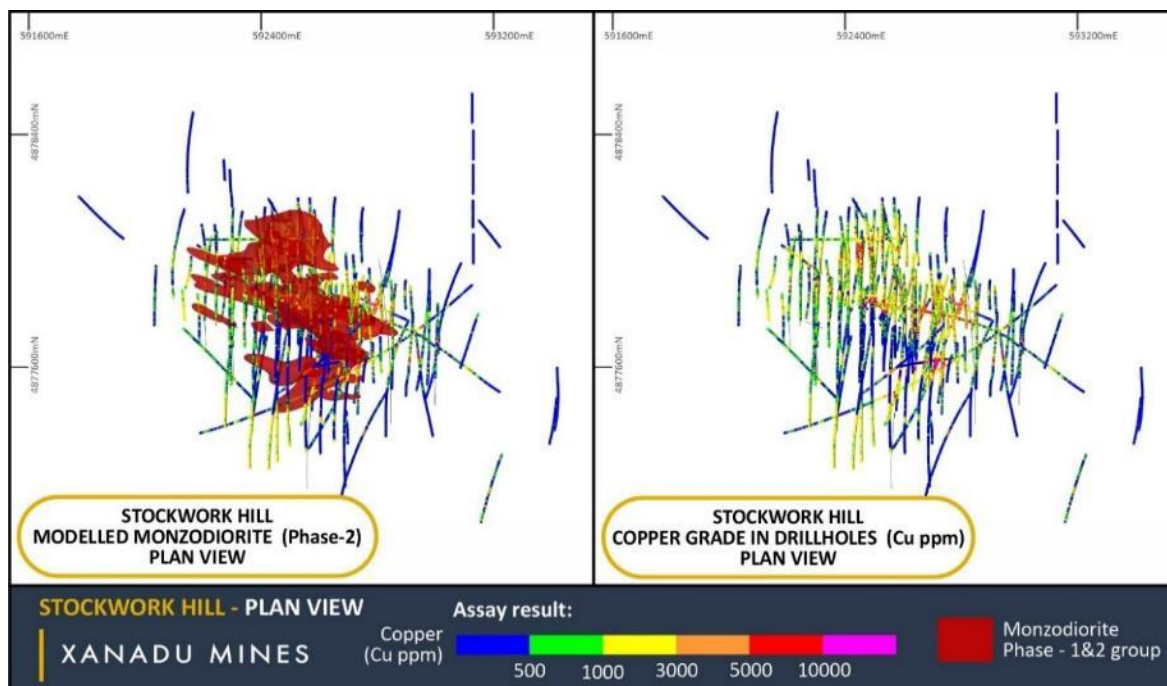 591600mE
592400mE
593200mE
4878400mN
4877600mN
STOCKWORK HILL
MODELLED MONZODIORITE (Phase-2)
PLAN VIEW
591600mE
592400mE
593200mE
4878400mN
4877600mN
STOCKWORK HILL
COPPER GRADE IN DRILLHOLES (Cu ppm)
PLAN VIEW
STOCKWORK HILL - PLAN VIEW
XANADU MINES
Assay result:
Copper
(Cu ppm)
500 1000 3000 5000 10000
Monzodiorite
Phase - 1&2 group